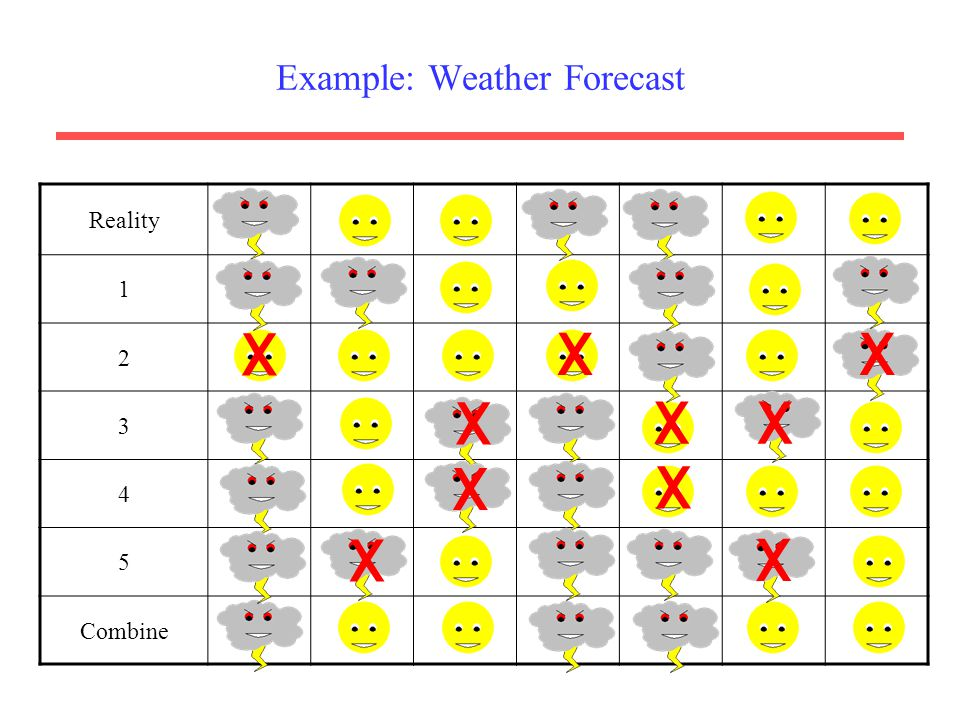 Example: Weather Forecast
Reality
1
2
X X X
3
X X X
4
X X
5
X X
Combine